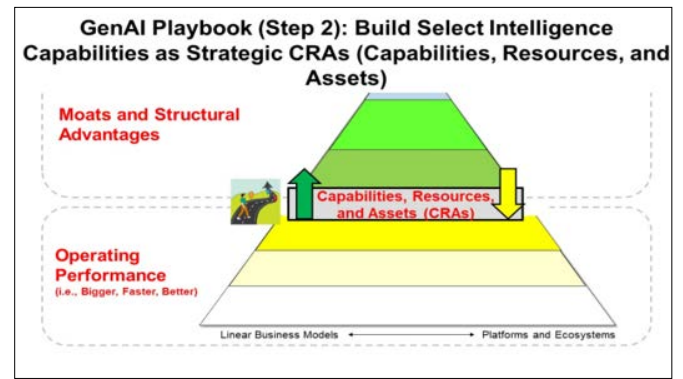 GenAI Playbook (Step 2): Build Select Intelligence
Capabilities as Strategic CRAs (Capabilities, Resources, and
Assets)
Moats and Structural
Advantages
Capabilities, Resources,
and Assets (CRAs)
Operating
Performance
(i.e., Bigger, Faster, Better)
Linear Business Models
Platforms and Ecosystems